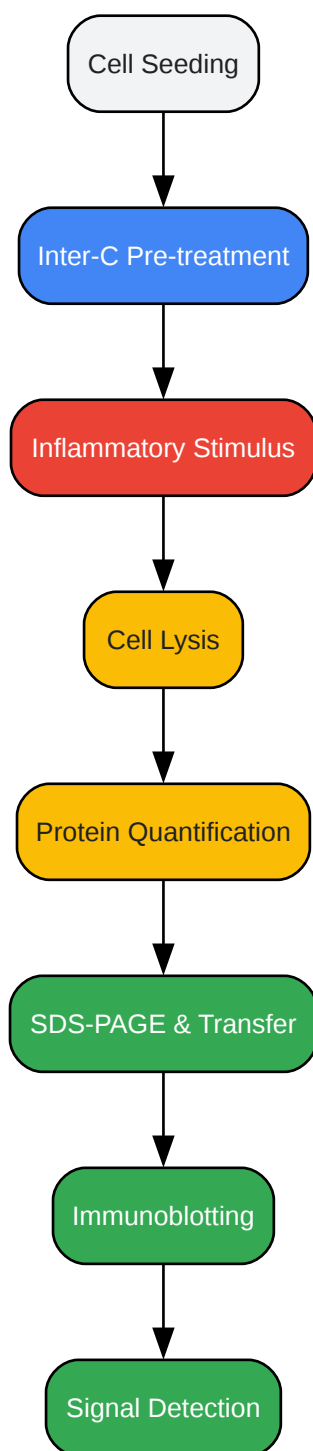 Cell Seeding
Inter-C Pre-treatment
Inflammatory Stimulus
Cell Lysis
Protein Quantification
SDS-PAGE & Transfer
Immunoblotting
Signal Detection